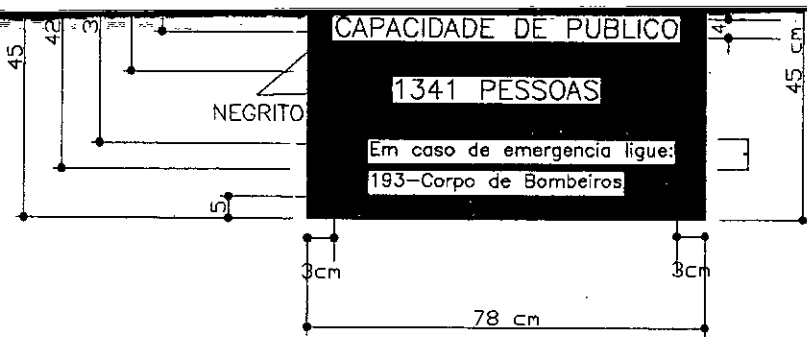 CAPACIDADE DE PUBLICO
1341 PESSOAS
Em caso de emergencia ligue:
193-Corpo de Bombeiros
NEGRITO
45
42
3
5
4
45 cm
3cm
3cm
78 cm